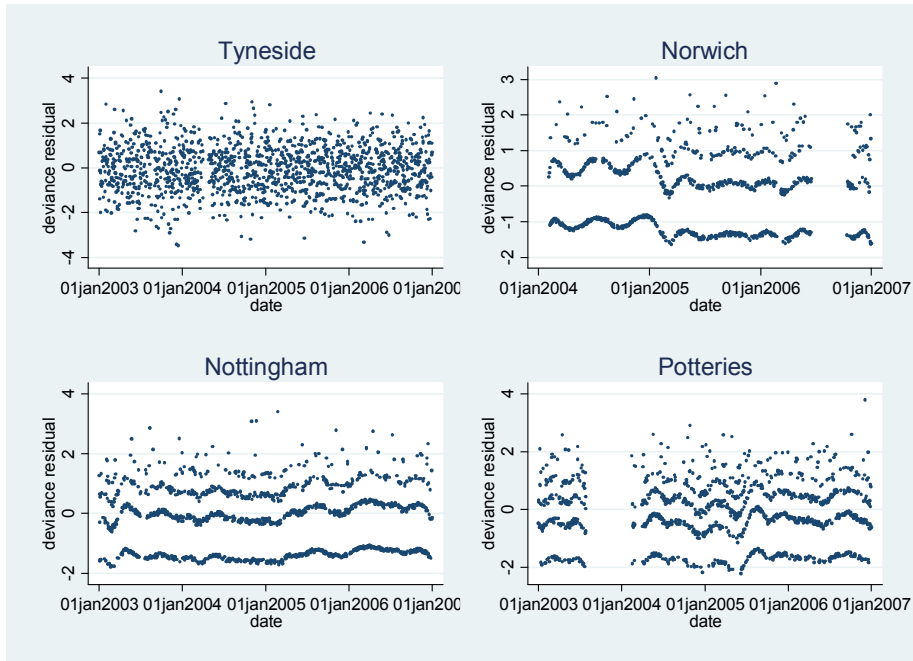 Tyneside
4
2
0
-2
-4
deviance residual
01jan2003 01jan2004 01jan2005 01jan2006 01jan200
date
Norwich
3
2
1
0
-1
-2
deviance residual
01jan2004 01jan2005 01jan2006 01jan2007
date
Nottingham
4
2
0
-2
deviance residual
01jan2003 01jan2004 01jan2005 01jan2006 01jan200
date
Potteries
4
2
0
-2
deviance residual
01jan2003 01jan2004 01jan2005 01jan2006 01jan2007
date